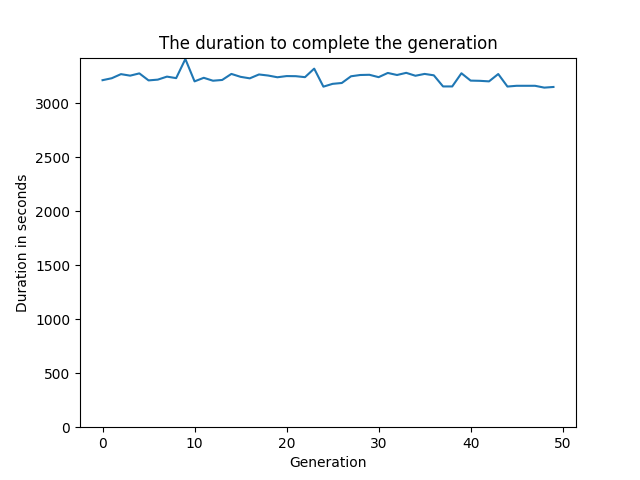 The duration to complete the generation
3000
2500
2000
1500
1000
500
0
Duration in seconds
0 10 20 30 40 50
Generation